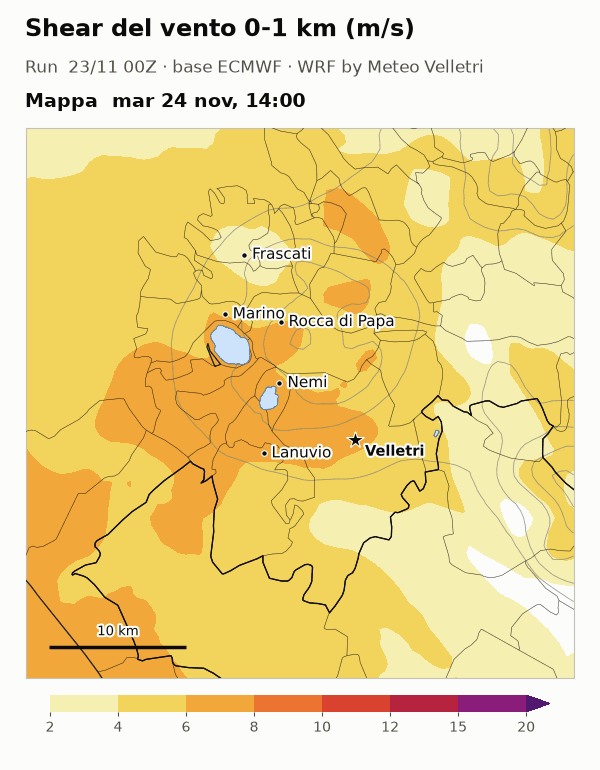 Shear del vento 0-1 km (m/s)
Run  23/11 00Z · base ECMWF · WRF by Meteo Velletri
Mappa  mar 24 nov, 14:00
Frascati
Marino
Rocca di Papa
Nemi
Velletri
Lanuvio
10 km
2 4 6 8 10 12 15 20